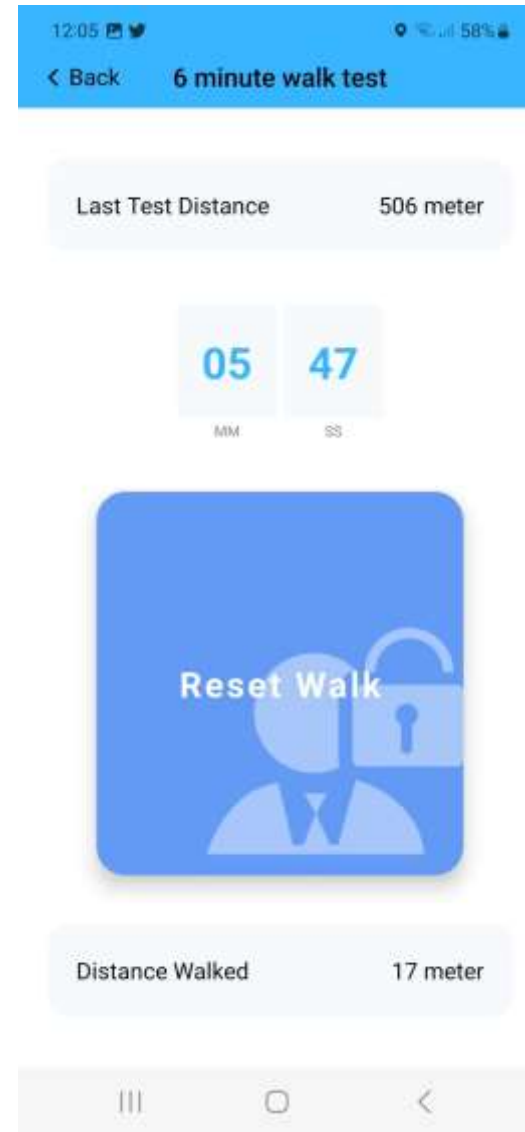 12:05 58%
< Back 6 minute walk test
Last Test Distance 506 meter
05 47
MM SS
Reset Walk
Distance Walked 17 meter